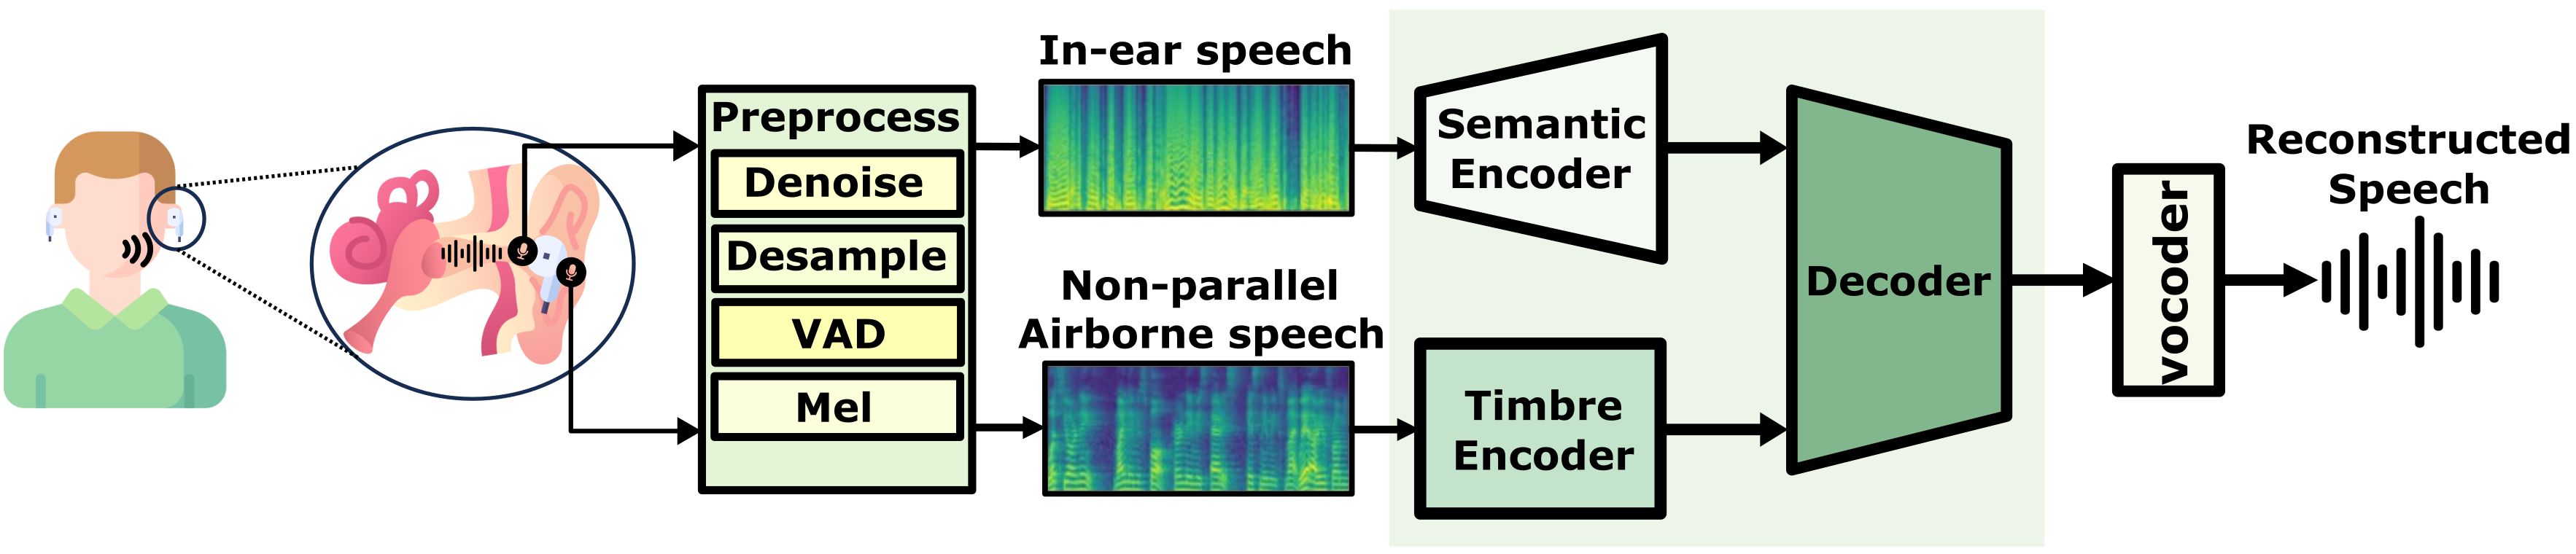 Preprocess
Denoise
Desample
VAD
Mel
In-ear speech
Non-parallel
Airborne speech
Semantic
Encoder
Timbre
Encoder
Decoder
vocoder
Reconstructed
Speech